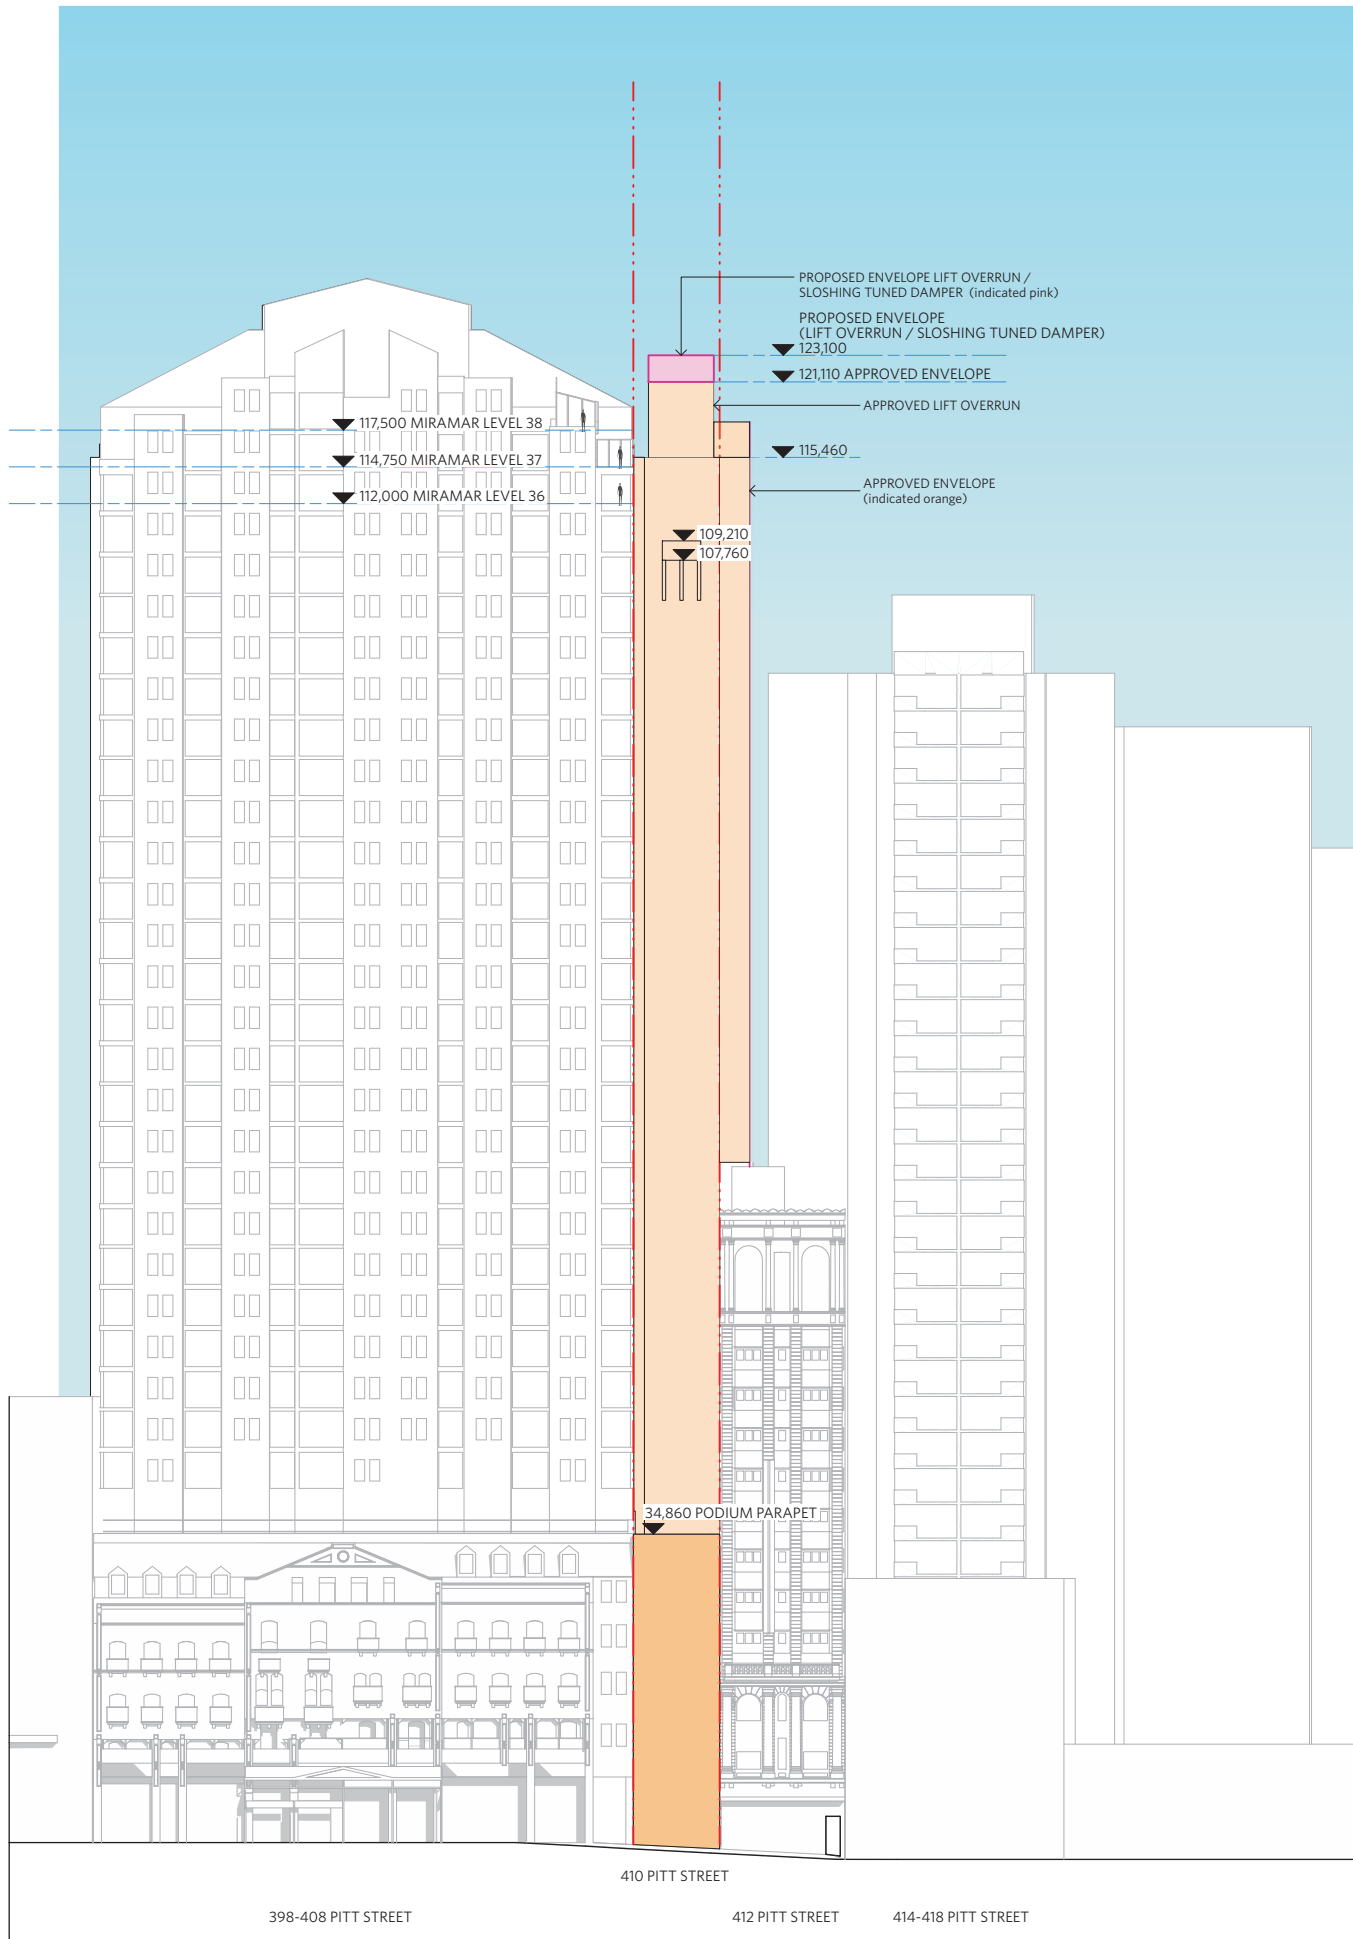 PROPOSED ENVELOPE LIFT OVERRUN /
SLOSHING TUNED DAMPER (indicated pink)
PROPOSED ENVELOPE
(LIFT OVERRUN / SLOSHING TUNED DAMPER)
123,100
121,110 APPROVED ENVELOPE
APPROVED LIFT OVERRUN
117,500 MIRAMAR LEVEL 38
115,460
114,750 MIRAMAR LEVEL 37
APPROVED ENVELOPE
(indicated orange)
112,000 MIRAMAR LEVEL 36
109,210
107,760
34,860 PODIUM PARAPET
410 PITT STREET
398-408 PITT STREET
412 PITT STREET
414-418 PITT STREET